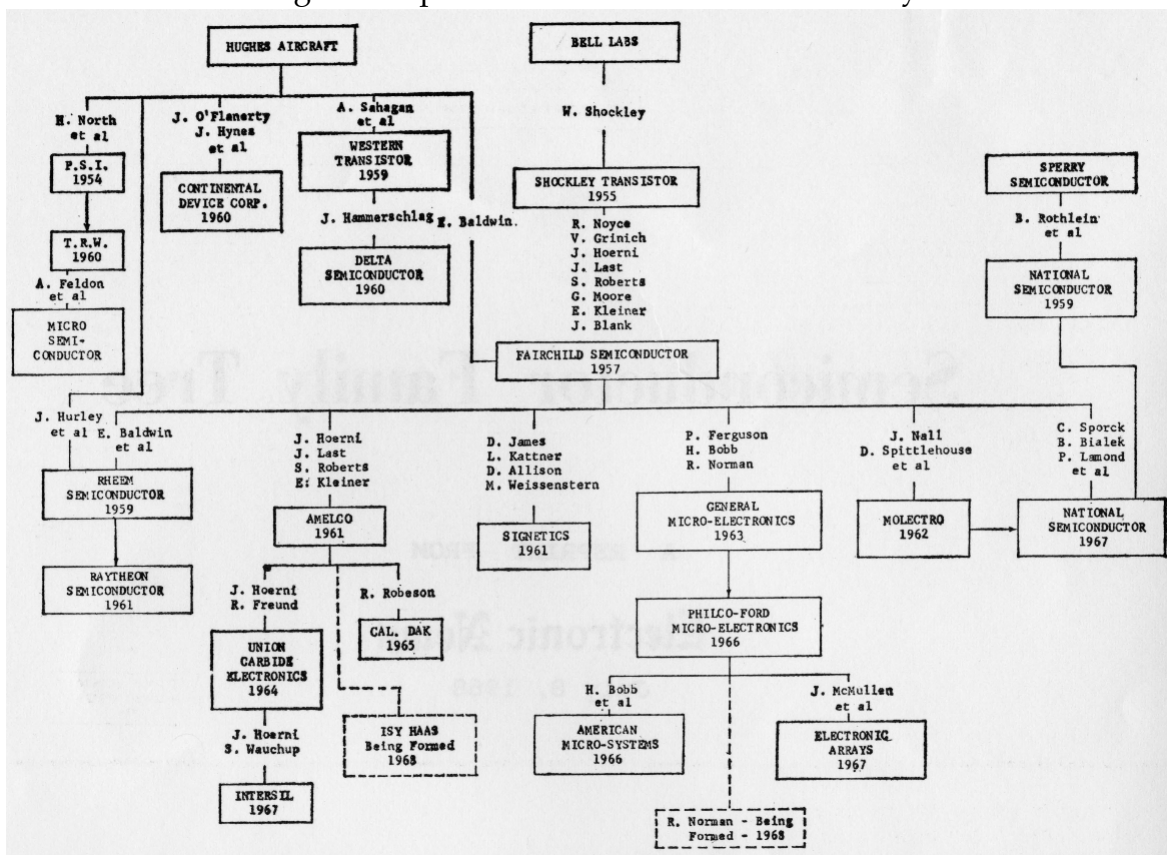 HUGHES AIRCRAFT
BELL LABS
H. North
et al
J. O'Flanerty
J. Hynes
et al
A. Sahagan
et al
W. Shockley
P.S.I.
1954
CONTINENTAL
DEVICE CORP.
1960
WESTERN
TRANSISTOR
1959
SHOCKLEY TRANSISTOR
1955
SPERRY
SEMICONDUCTOR
T.R.W.
1960
J. Hammerschlag
E. Baldwin.
R. Noyce
V. Grinich
J. Hoerni
J. Last
S. Roberts
G. Moore
E. Kleiner
J. Blank
B. Rothlein
et al
A. Feldon
et al
DELTA
SEMICONDUCTOR
1960
NATIONAL
SEMICONDUCTOR
1959
MICRO
SEMI-
CONDUCTOR
FAIRCHILD SEMICONDUCTOR
1957
Semiconductor Family Tree
J. Hurley
et al
E. Baldwin
et al
J. Hoerni
J. Last
S. Roberts
E. Kleiner
D. James
L. Kattner
D. Allison
M. Weissenstern
P. Ferguson
H. Bobb
R. Norman
J. Nall
D. Spittlehouse
et al
C. Sporck
B. Bialek
P. Lamond
et al
RHEEM
SEMICONDUCTOR
1959
AMELCO
1961
SIGNETICS
1961
GENERAL
MICRO-ELECTRONICS
1963
MOLECTRO
1962
NATIONAL
SEMICONDUCTOR
1967
A REPRINT FROM
RAYTHEON
SEMICONDUCTOR
1961
J. Hoerni
R. Freund
R. Robeson
PHILCO-FORD
MICRO-ELECTRONICS
1966
Electronic
UNION
CARBIDE
ELECTRONICS
1964
CAL. DAK
1965
8, 1968
H. Bobb
et al
J. McMullen
et al
J. Hoerni
S. Wauchup
ISY HAAS
Being Formed
1968
AMERICAN
MICRO-SYSTEMS
1966
ELECTRONIC
ARRAYS
1967
INTERSIL
1967
R. Norman - Being
Formed - 1968